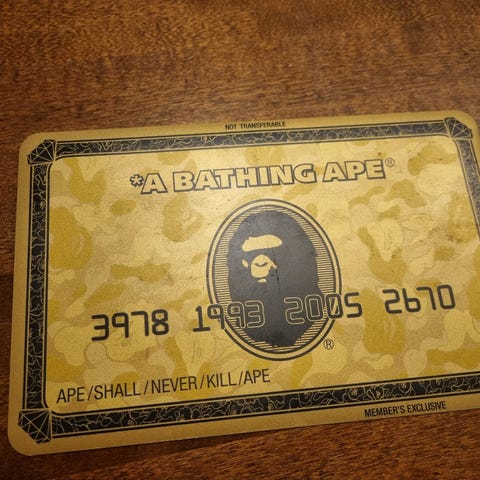 NOT TRANSFERABLE
*A BATHING APE®
3978 1993 2005 2670
®
APE/SHALL/NEVER/KILL/APE
MEMBER'S EXCLUSIVE